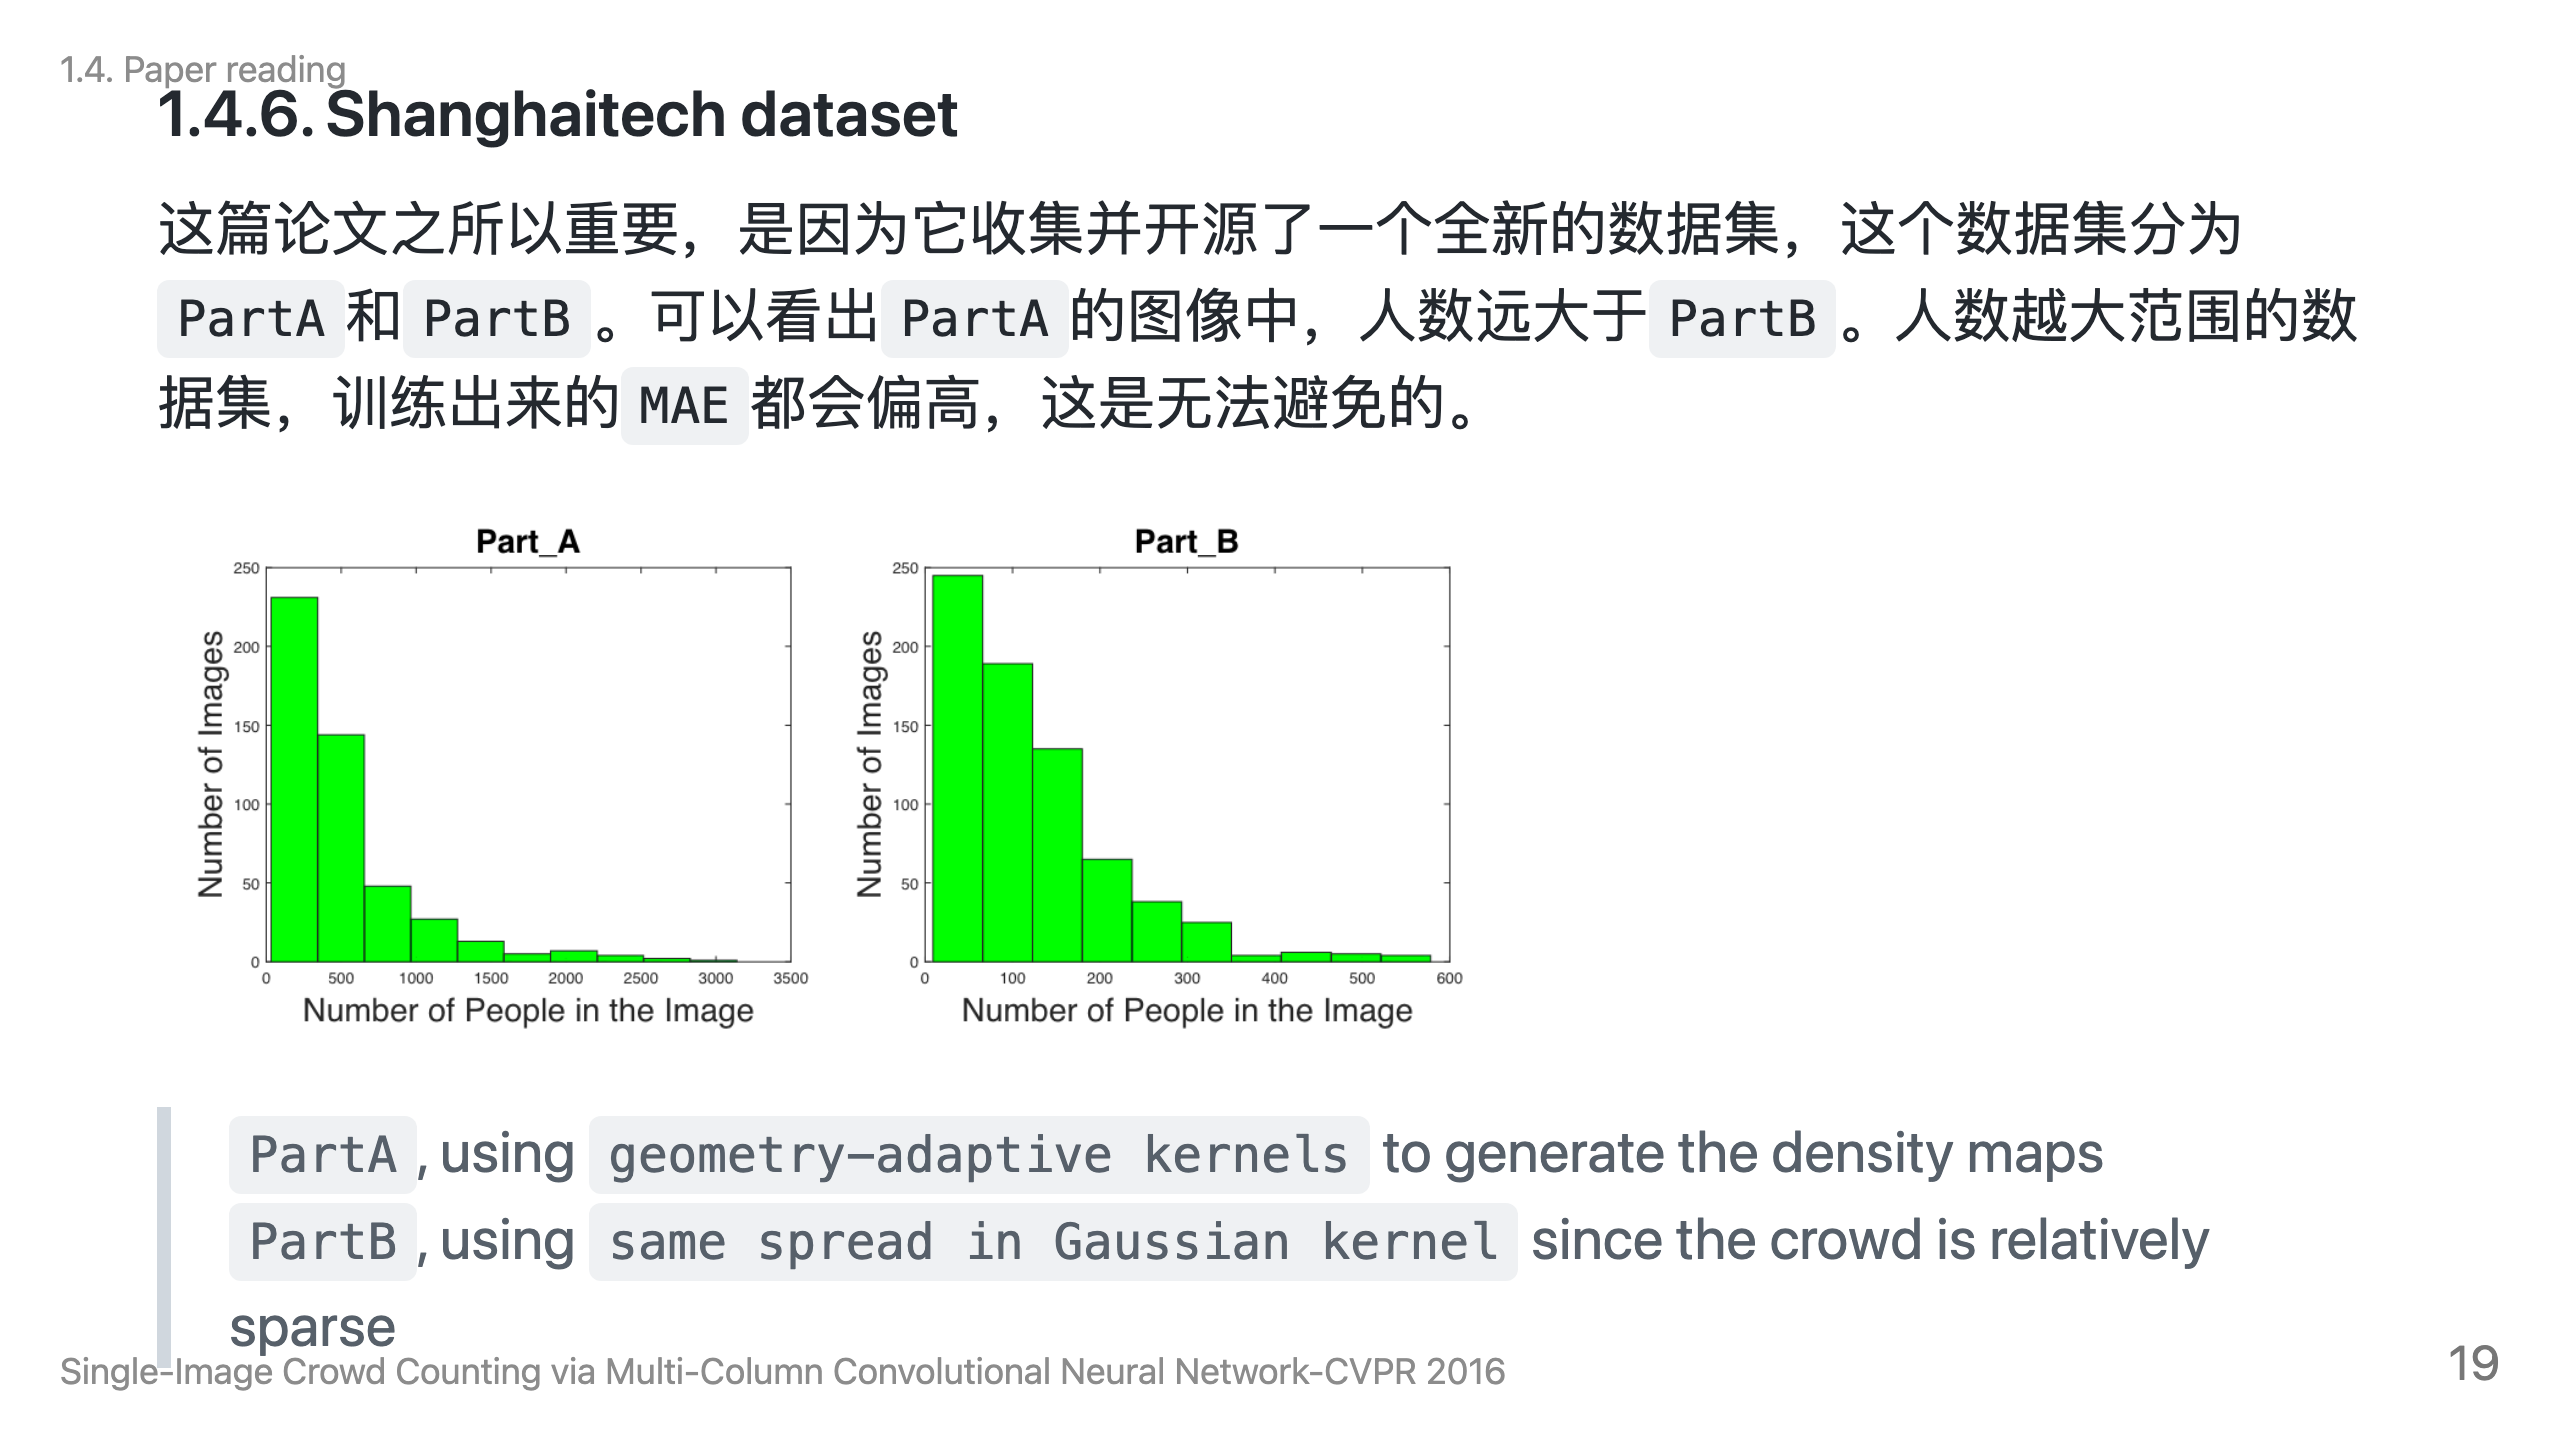 1.4. Paper reading
1.4.6. Shanghaitech dataset
这篇论文之所以重要，是因为它收集并开源了一个全新的数据集，这个数据集分为
PartA 和 PartB 。可以看出 PartA 的图像中，人数远大于 PartB 。人数越大范围的数
据集，训练出来的 MAE 都会偏高，这是无法避免的。
Part_A
Number of Images
250
200
150
100
50
0
0 500 1000 1500 2000 2500 3000 3500
Number of People in the Image
Part_B
Number of Images
250
200
150
100
50
0
0 100 200 300 400 500 600
Number of People in the Image
PartA , using geometry-adaptive kernels to generate the density maps
PartB , using same spread in Gaussian kernel since the crowd is relatively
sparse
Single-Image Crowd Counting via Multi-Column Convolutional Neural Network-CVPR 2016
19